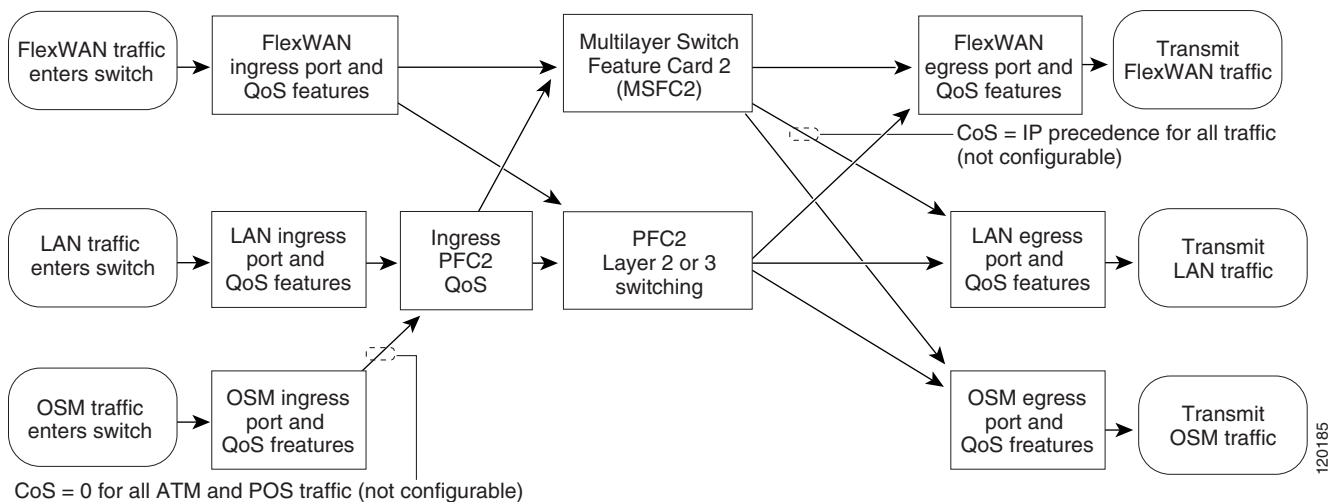 FlexWAN traffic
enters switch
FlexWAN
ingress port and
QoS features
Multilayer Switch
Feature Card 2
(MSFC2)
FlexWAN
egress port and
QoS features
Transmit
FlexWAN traffic
CoS = IP precedence for all traffic
(not configurable)
LAN traffic
enters switch
LAN ingress
port and
QoS features
Ingress
PFC2
QoS
PFC2
Layer 2 or 3
switching
LAN egress
port and
QoS features
Transmit
LAN traffic
OSM traffic
enters switch
OSM ingress
port and
QoS freatures
OSM egress
port and
QoS freatures
Transmit
OSM traffic
120185
CoS = 0 for all ATM and POS traffic (not configurable)